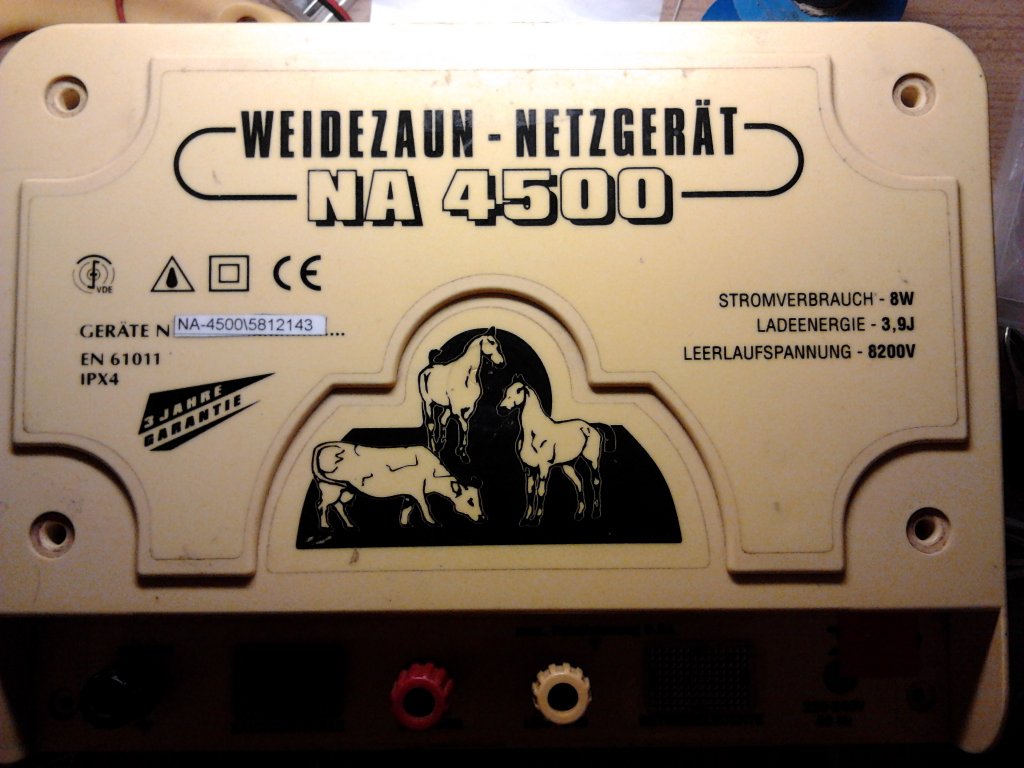 WEIDEZAUN - NETZGERÄT
NA 4500
VDE
CE
GERÄTE N NA-4500\5812143 ...
EN 61011
IPX4
3 JAHRE
GARANTIE
STROMVERBRAUCH - 8W
LADEENERGIE - 3,9J
LEERLAUFSPANNUNG - 8200V